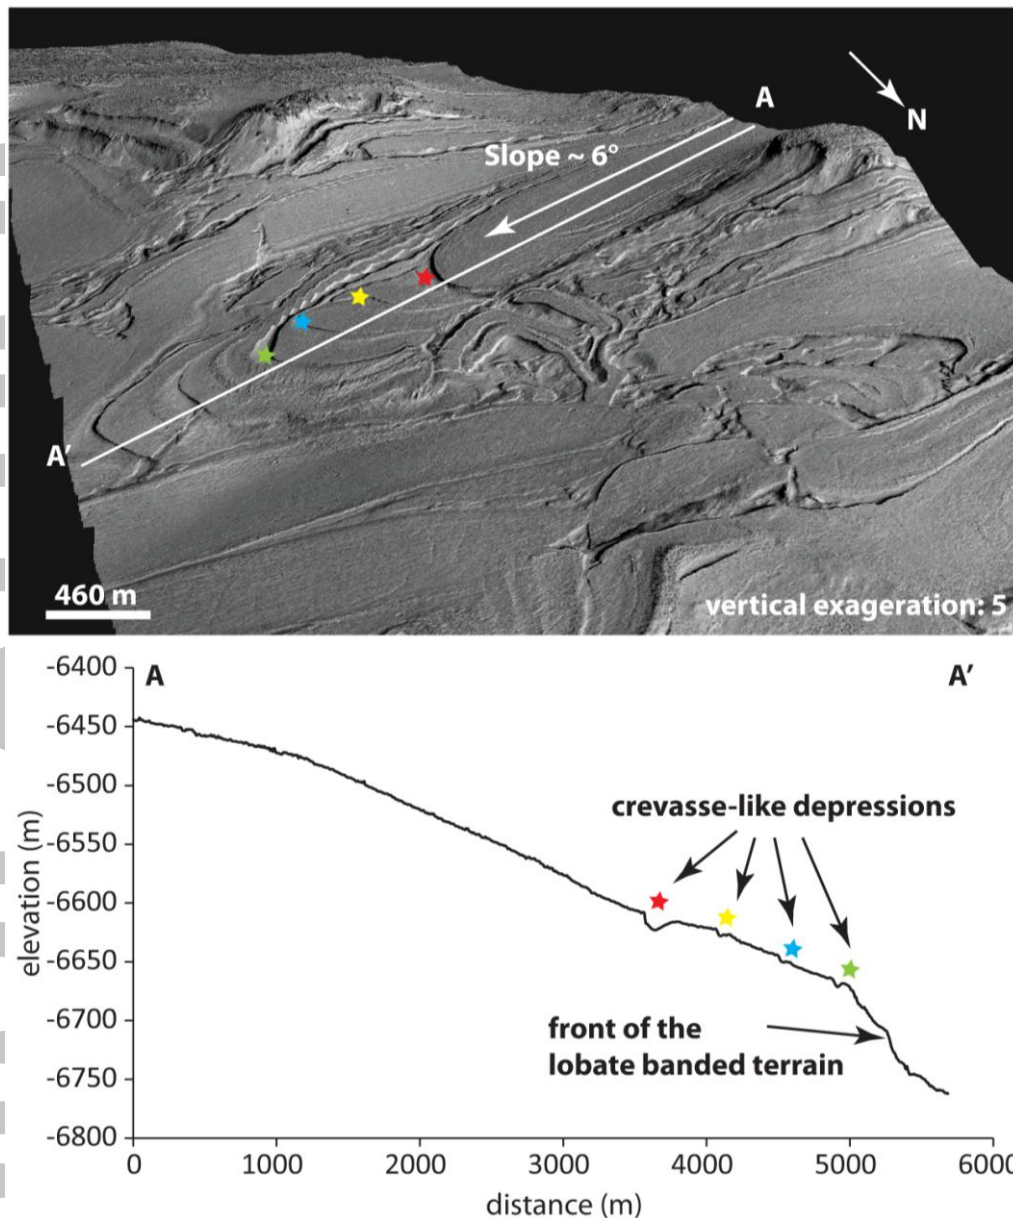 A
N
Slope ~ 6°
A'
460 m
vertical exageration: 5
-6400
A
A'
-6450
-6500
-6550
crevasse-like depressions
-6600
elevation (m)
-6650
-6700
front of the
lobate banded terrain
-6750
-6800
0 1000 2000 3000 4000 5000 6000
distance (m)